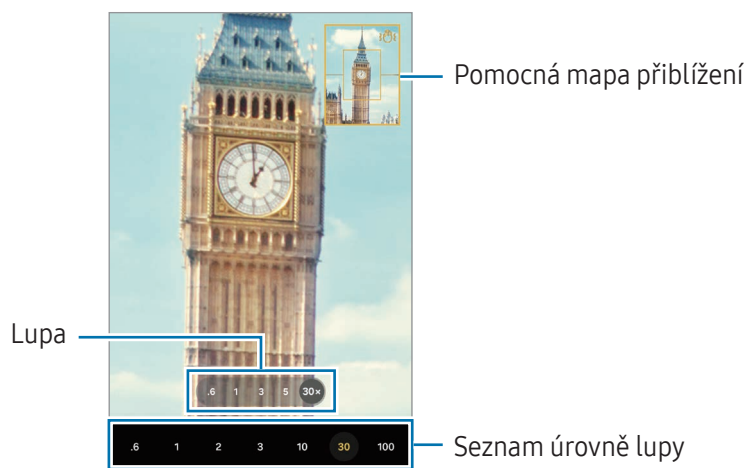 Pomocná mapa přiblížení
Lupa
.6 1 3 5 30×
.6 1 2 3 10 30 100
Seznam úrovně lupy